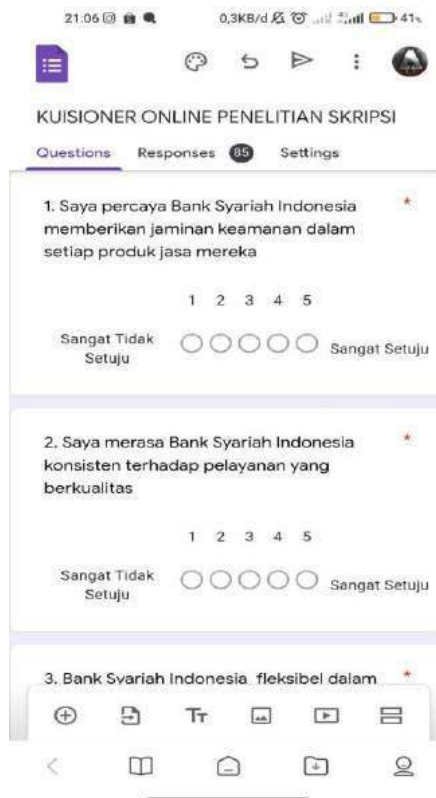 21:06 0,3KB/d 41%
KUISIONER ONLINE PENELITIAN SKRIPSI
Questions Responses 85 Settings
1. Saya percaya Bank Syariah Indonesia *
memberikan jaminan keamanan dalam
setiap produk jasa mereka
1 2 3 4 5
Sangat Tidak
Setuju
Sangat Setuju
2. Saya merasa Bank Syariah Indonesia *
konsisten terhadap pelayanan yang
berkualitas
1 2 3 4 5
Sangat Tidak
Setuju
Sangat Setuju
3. Bank Syariah Indonesia fleksibel dalam *
Tт